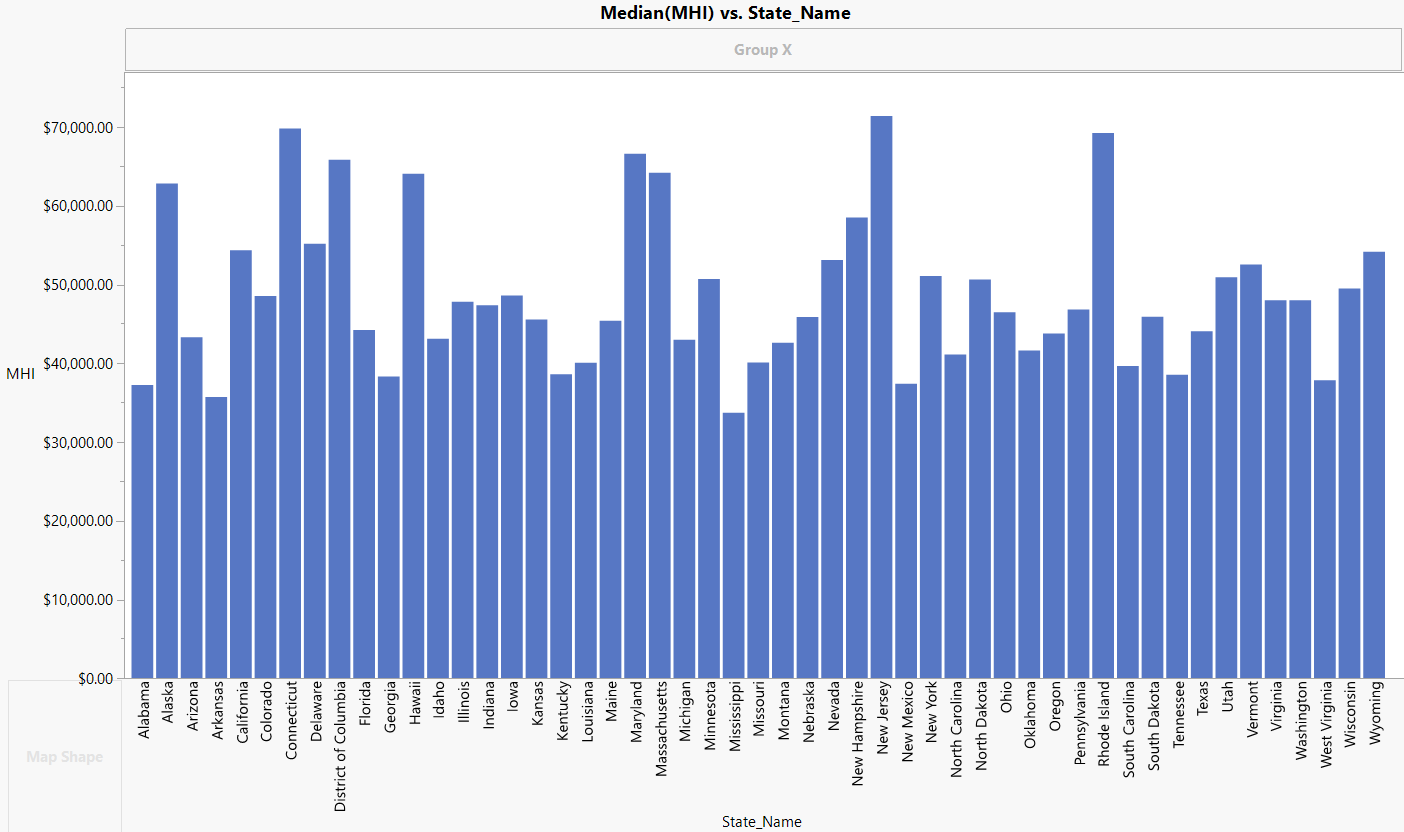 Median(MHI) vs. State_Name
Group X
$70,000.00
$60,000.00
$50,000.00
$40,000.00
$30,000.00
$20,000.00
$10,000.00
$0.00
MHI
Alabama
Alaska
Arizona
Arkansas
California
Colorado
Connecticut
Delaware
District of Columbia
Florida
Georgia
Hawaii
Idaho
Illinois
Indiana
Iowa
Kansas
Kentucky
Louisiana
Maine
Maryland
Massachusetts
Michigan
Minnesota
Mississippi
Missouri
Montana
Nebraska
Nevada
New Hampshire
New Jersey
New Mexico
New York
North Carolina
North Dakota
Ohio
Oklahoma
Oregon
Pennsylvania
Rhode Island
South Carolina
South Dakota
Tennessee
Texas
Utah
Vermont
Virginia
Washington
West Virginia
Wisconsin
Wyoming
Map Shape
State_Name